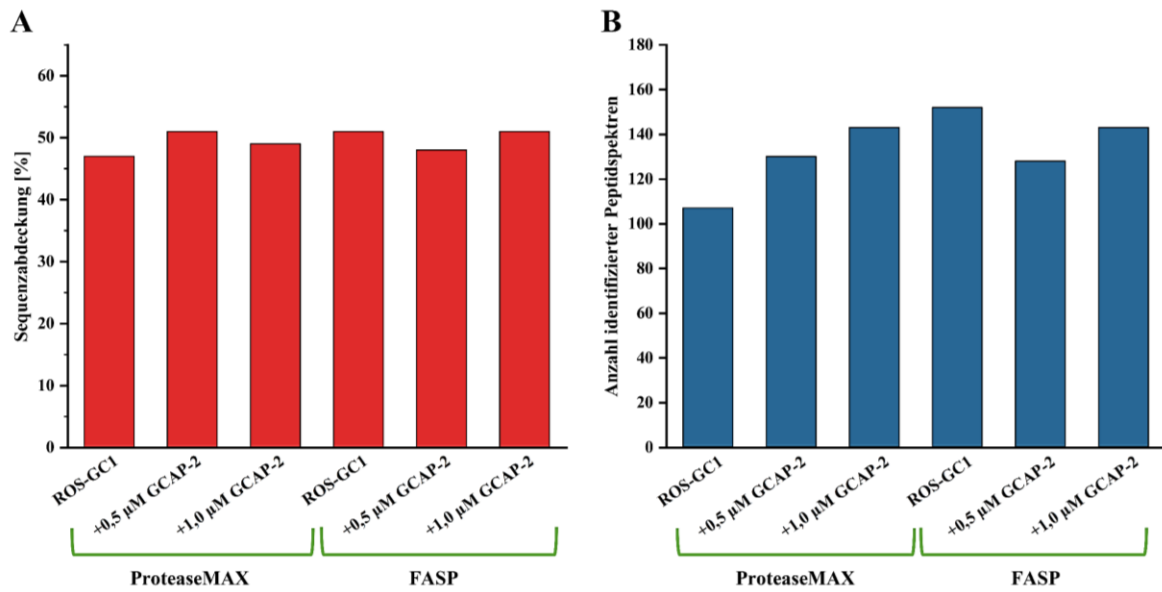 A
Sequenzabdeckung [%]
60
50
40
30
20
10
0
ROS-GC1
+0,5 µM GCAP-2
+1,0 µM GCAP-2
ROS-GC1
+0,5 µM GCAP-2
+1,0 µM GCAP-2
ProteaseMAX
FASP
B
Anzahl identifizierter Peptidspektren
180
160
140
120
100
80
60
40
20
0
ROS-GC1
+0,5 µM GCAP-2
+1,0 µM GCAP-2
ROS-GC1
+0,5 µM GCAP-2
+1,0 µM GCAP-2
ProteaseMAX
FASP